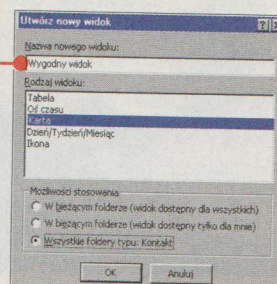 Utwórz nowy widok
Nazwa nowego widoku:
Wygodny widok
Rodzaj widoku:
Tabela
Oś czasu
Karta
Dzień/Tydzień/Miesiąc
Ikona
Możliwości stosowania
W bieżącym folderze (widok dostępny dla wszystkich)
W bieżącym folderze (widok dostępny tylko dla mnie)
Wszystkie foldery typu: Kontakt
OK Anuluj